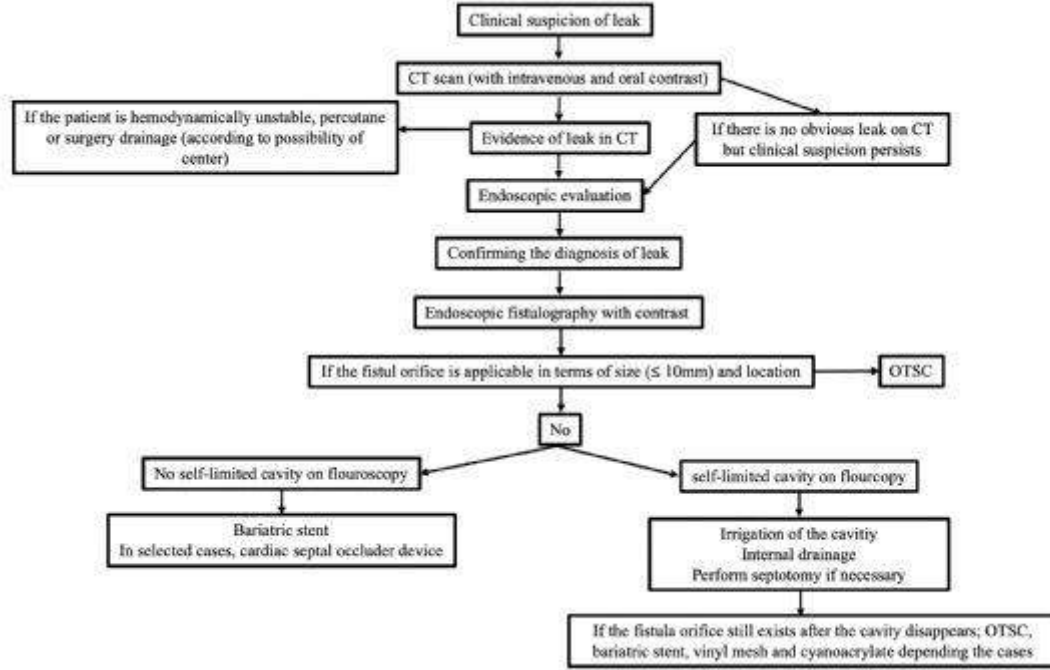 Clinical suspicion of leak
CT scan (with intravenous and oral contrast)
If the patient is hemodynamically unstable, percutane
or surgery drainage (according to possibility of
center)
Evidence of leak in CT
If there is no obvious leak on CT
but clinical suspicion persists
Endoscopic evaluation
Confirming the diagnosis of leak
Endoscopic fistulography with contrast
If the fistul orifice is applicable in terms of size (≤ 10mm) and location
OTSC
No
No self-limited cavity on flouroscopy
self-limited cavity on flourcopy
Bariatric stent
In selected cases, cardiac septal occluder device
Irrigation of the cavitiy
Internal drainage
Perform septotomy if necessary
If the fistula orifice still exists after the cavity disappears; OTSC,
bariatric stent, vinyl mesh and cyanoacrylate depending the cases